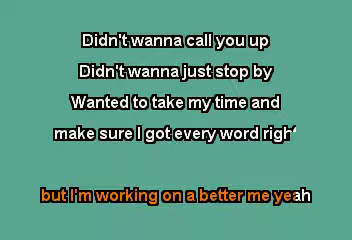 Didn't wanna call you up
Didn't wanna just stop by
Wanted to take my time and
make sure I got every word righ'
but I'm working on a better me yeah